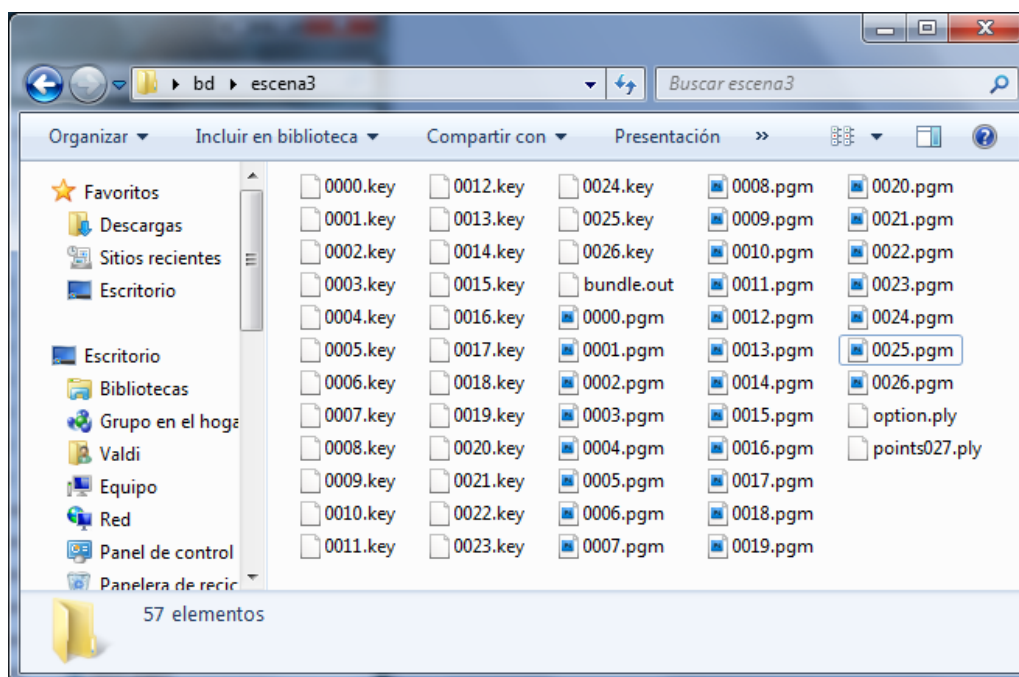 bd escena3 Buscar escena3
Organizar Incluir en biblioteca Compartir con Presentación »
Favoritos
Descargas
Sitios recientes
Escritorio
Escritorio
Bibliotecas
Grupo en el hoga
Valdi
Equipo
Red
Panel de control
Papelera de recic
0000.key
0001.key
0002.key
0003.key
0004.key
0005.key
0006.key
0007.key
0008.key
0009.key
0010.key
0011.key
0012.key
0013.key
0014.key
0015.key
0016.key
0017.key
0018.key
0019.key
0020.key
0021.key
0022.key
0023.key
0024.key
0025.key
0026.key
bundle.out
0000.pgm
0001.pgm
0002.pgm
0003.pgm
0004.pgm
0005.pgm
0006.pgm
0007.pgm
0008.pgm
0009.pgm
0010.pgm
0011.pgm
0012.pgm
0013.pgm
0014.pgm
0015.pgm
0016.pgm
0017.pgm
0018.pgm
0019.pgm
0020.pgm
0021.pgm
0022.pgm
0023.pgm
0024.pgm
0025.pgm
0026.pgm
option.ply
points027.ply
57 elementos